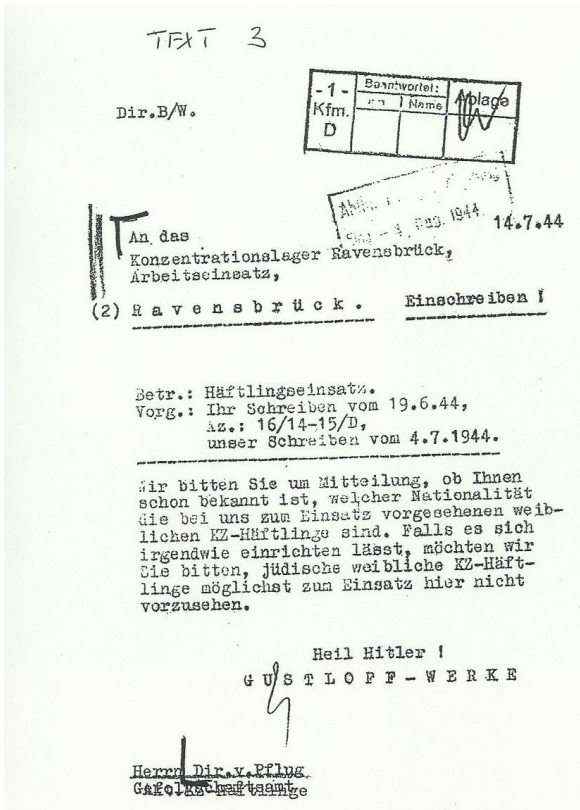 TEXT 3
Dir.B/W.
- 1 -
Kfm.
D
Beantwortet:
an Name
Ablage
1944
14.7.44
An das
Konzentrationslager Ravensbrück,
Arbeitseinsatz,
(2) R a v e n s b r ü c k . Einschreiben !
Betr.: Häftlingseinsatz.
Vorg.: Ihr Schreiben vom 19.6.44,
Az.: 16/14-15/D,
unser Schreiben vom 4.7.1944.
Wir bitten Sie um Mitteilung, ob Ihnen
schon bekannt ist, welcher Nationalität
die bei uns zum Einsatz vorgesehenen weib-
lichen KZ-Häftlinge sind. Falls es sich
irgendwie einrichten lässt, möchten wir
Sie bitten, jüdische weibliche KZ-Häft-
linge möglichst zum Einsatz hier nicht
vorzusehen.
Heil Hitler !
G U S T L O F F - W E R K E
Herrn Dir.v.Pflug
Gefolgschaftsamt